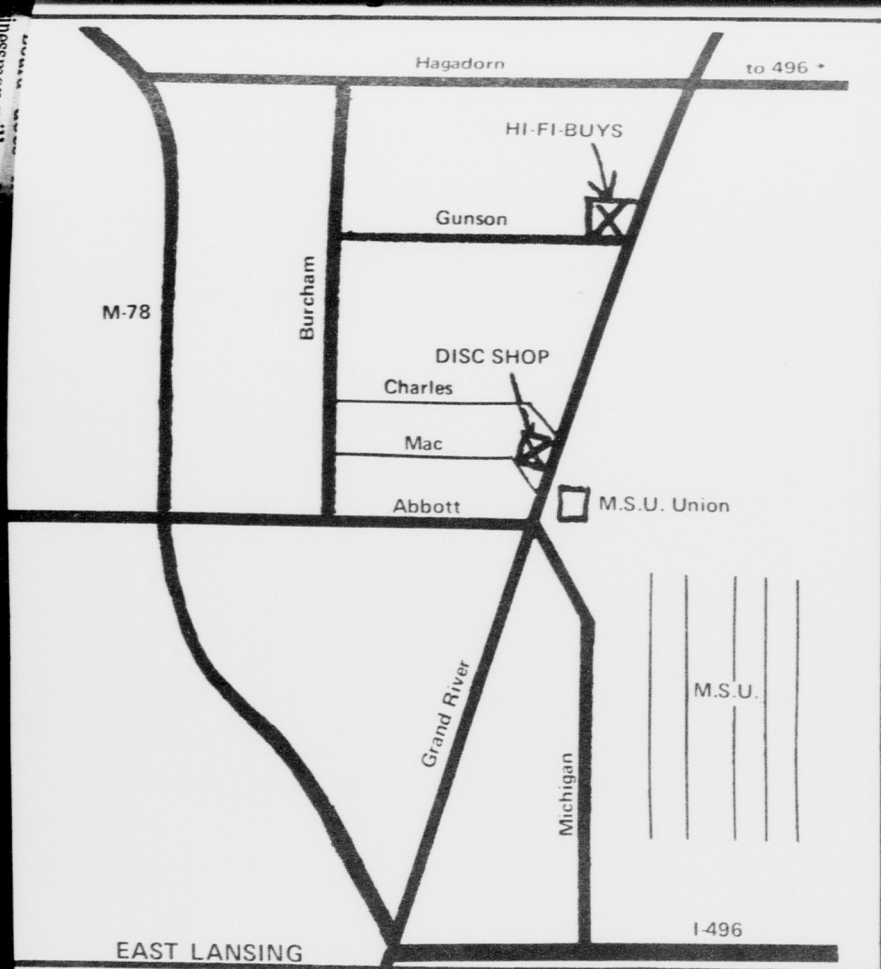 Hagadorn
to 496
HI-FI-BUYS
Gunson
Burcham
M-78
DISC SHOP
Charles
Mac
Abbott
M.S.U. Union
M.S.U.
Grand River
Michigan
I-496
EAST LANSING